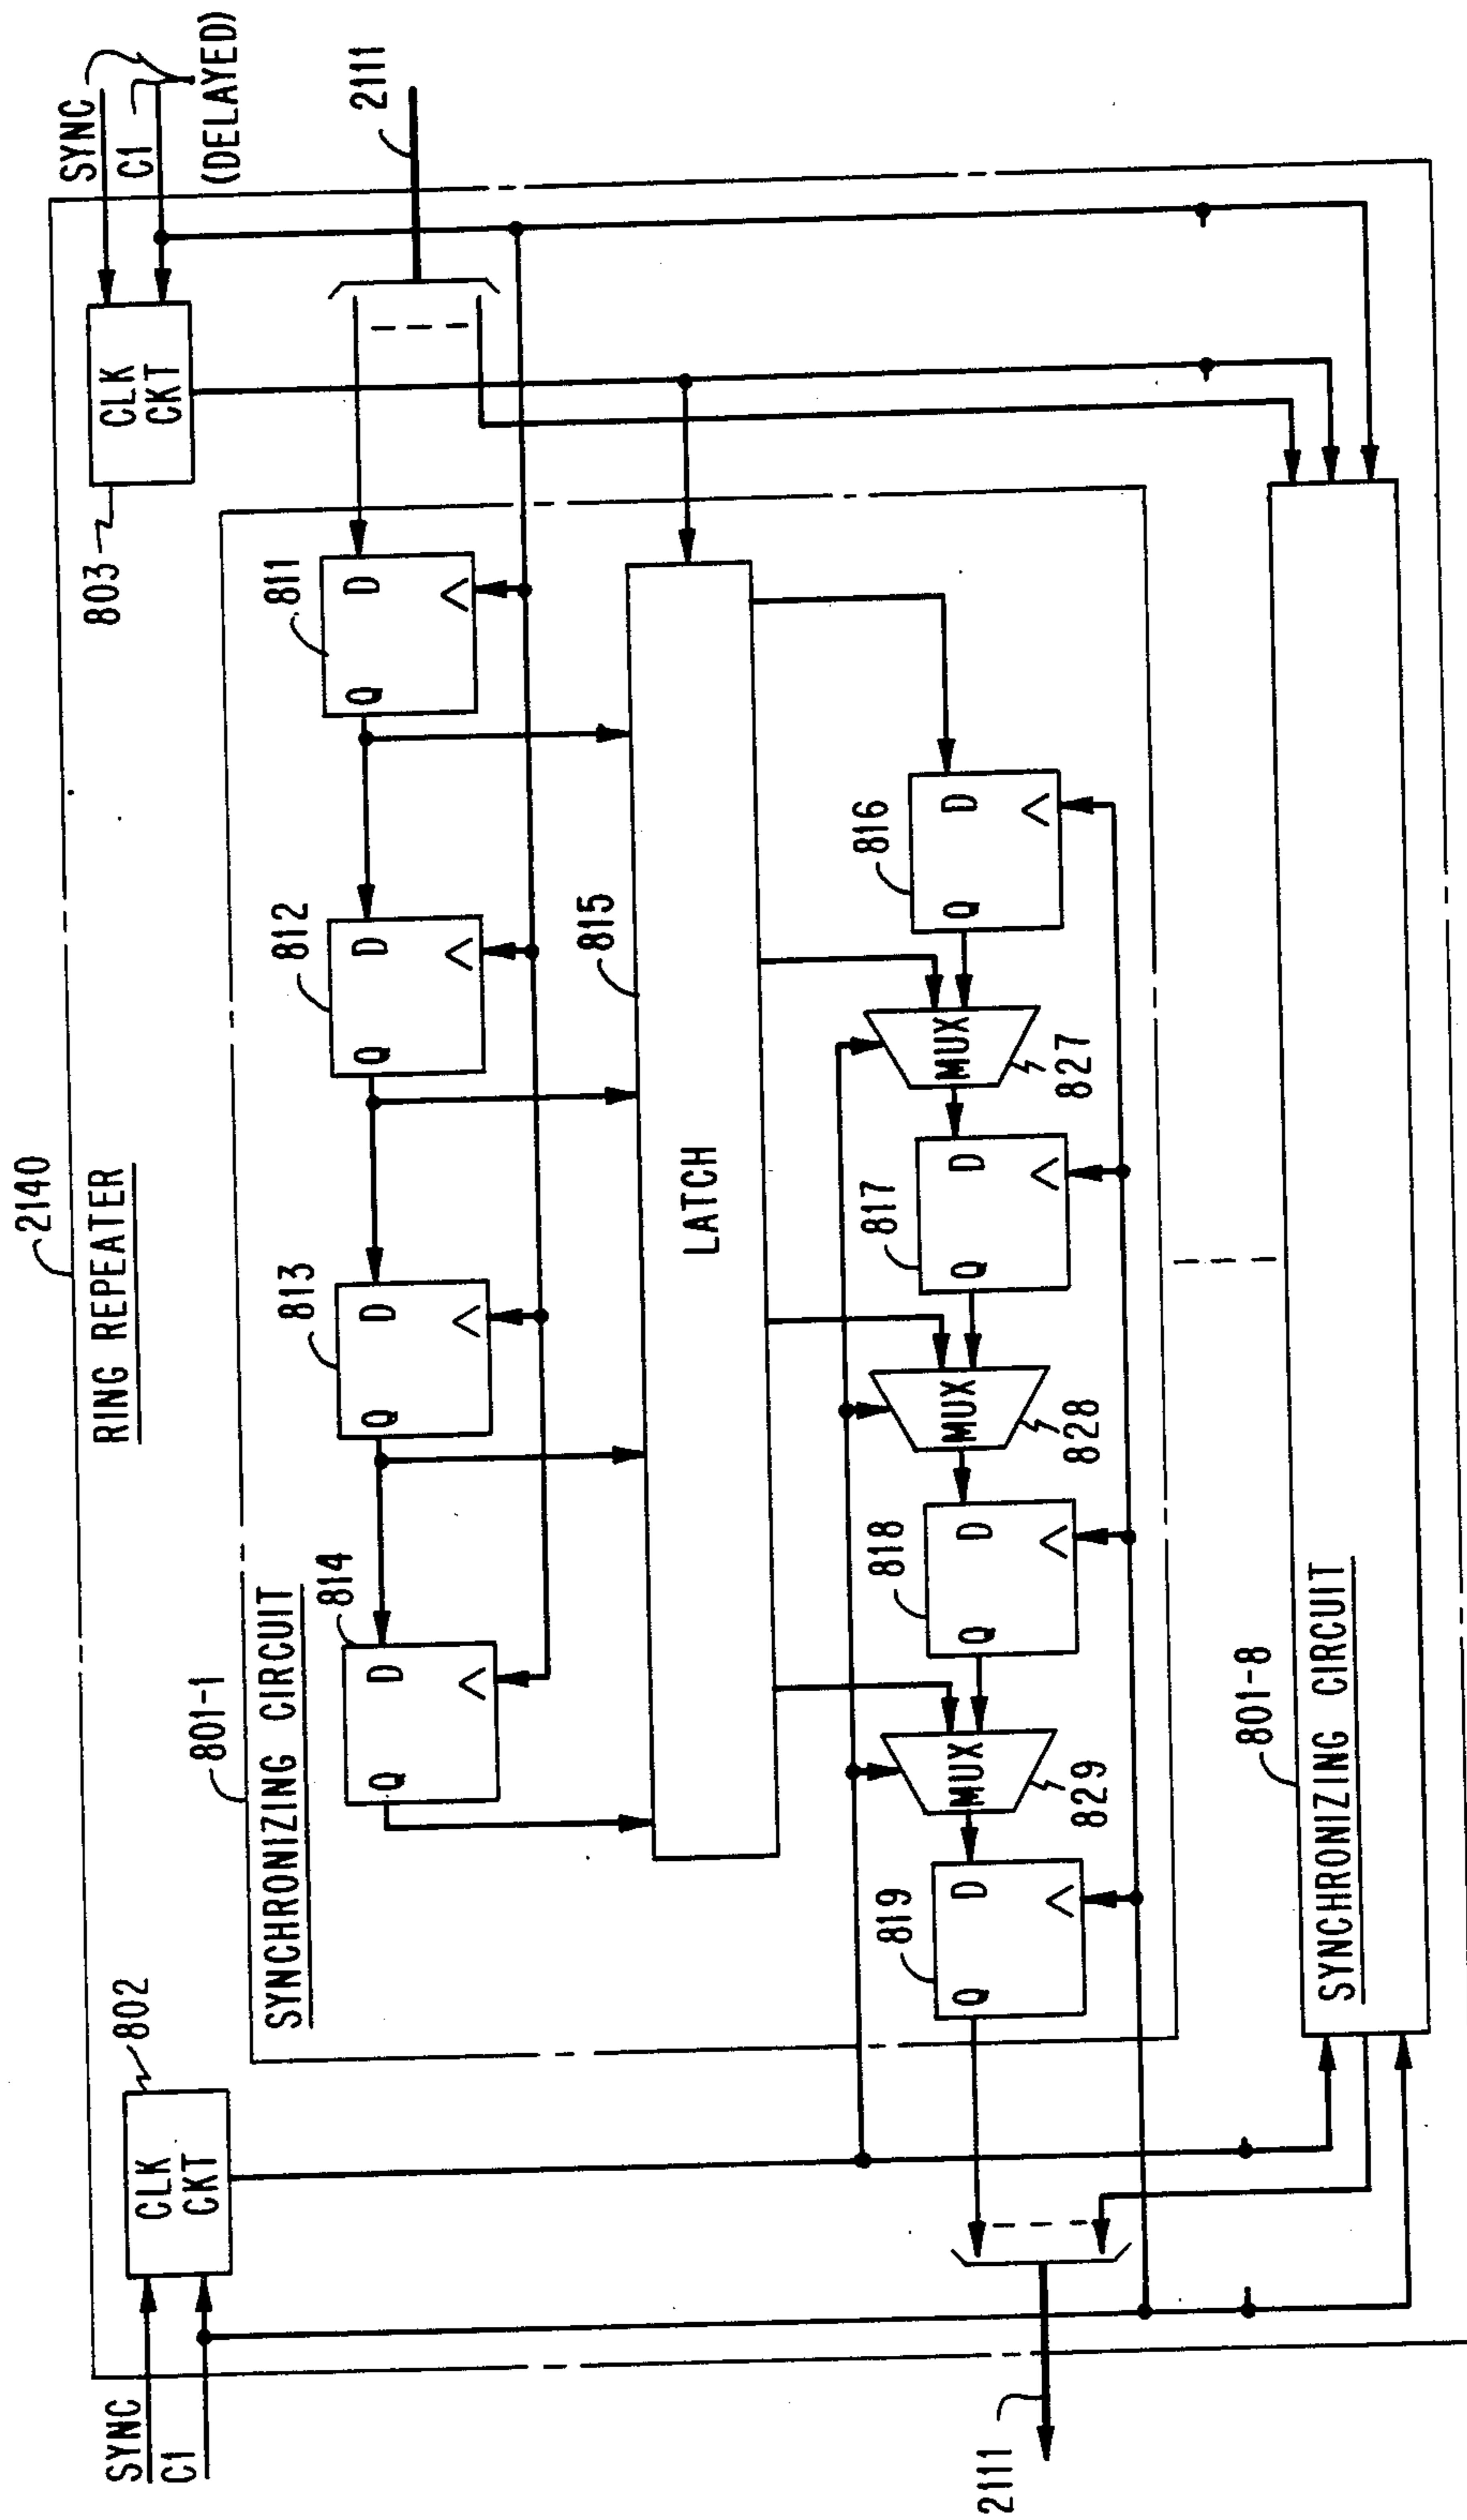 2140
RING REPEATER
SYNC
C1
802
CLK
CKT
803
CLK
CKT
SYNC
C1
(DELAYED)
801-1
SYNCHRONIZING CIRCUIT
814
Q D
813
Q D
812
Q D
811
Q D
2111
815
LATCH
819
Q D
MUX
829
818
Q D
MUX
828
817
Q D
MUX
827
816
Q D
2111
801-8
SYNCHRONIZING CIRCUIT